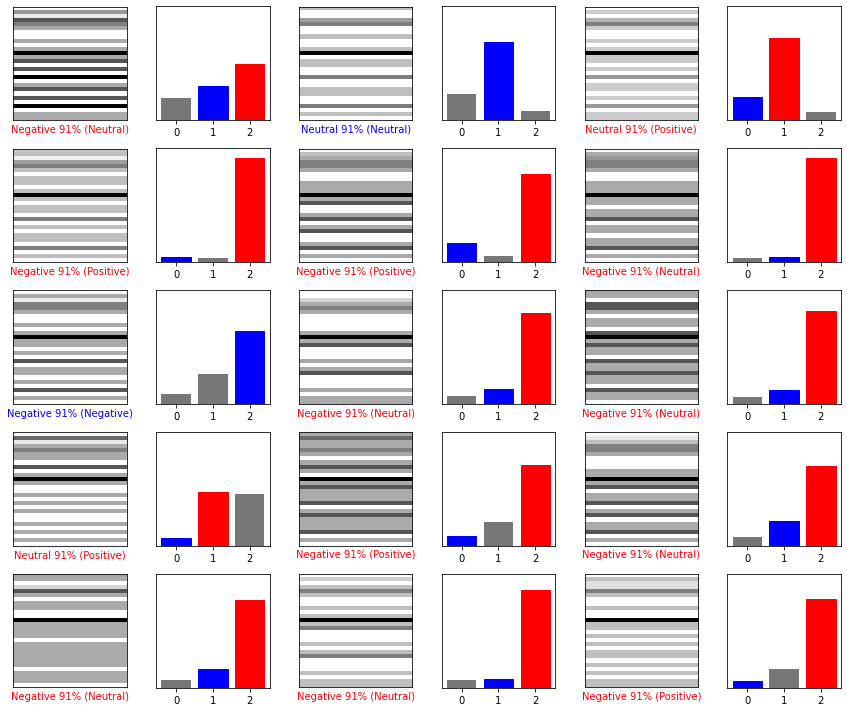 0 1 2 0 1 2 0 1 2
Negative 91% (Neutral) Neutral 91% (Neutral) Neutral 91% (Positive)
0 1 2 0 1 2 0 1 2
Negative 91% (Positive) Negative 91% (Positive) Negative 91% (Neutral)
0 1 2 0 1 2 0 1 2
Negative 91% (Negative) Negative 91% (Neutral) Negative 91% (Neutral)
0 1 2 0 1 2 0 1 2
Neutral 91% (Positive) Negative 91% (Positive) Negative 91% (Neutral)
0 1 2 0 1 2 0 1 2
Negative 91% (Neutral) Negative 91% (Neutral) Negative 91% (Positive)